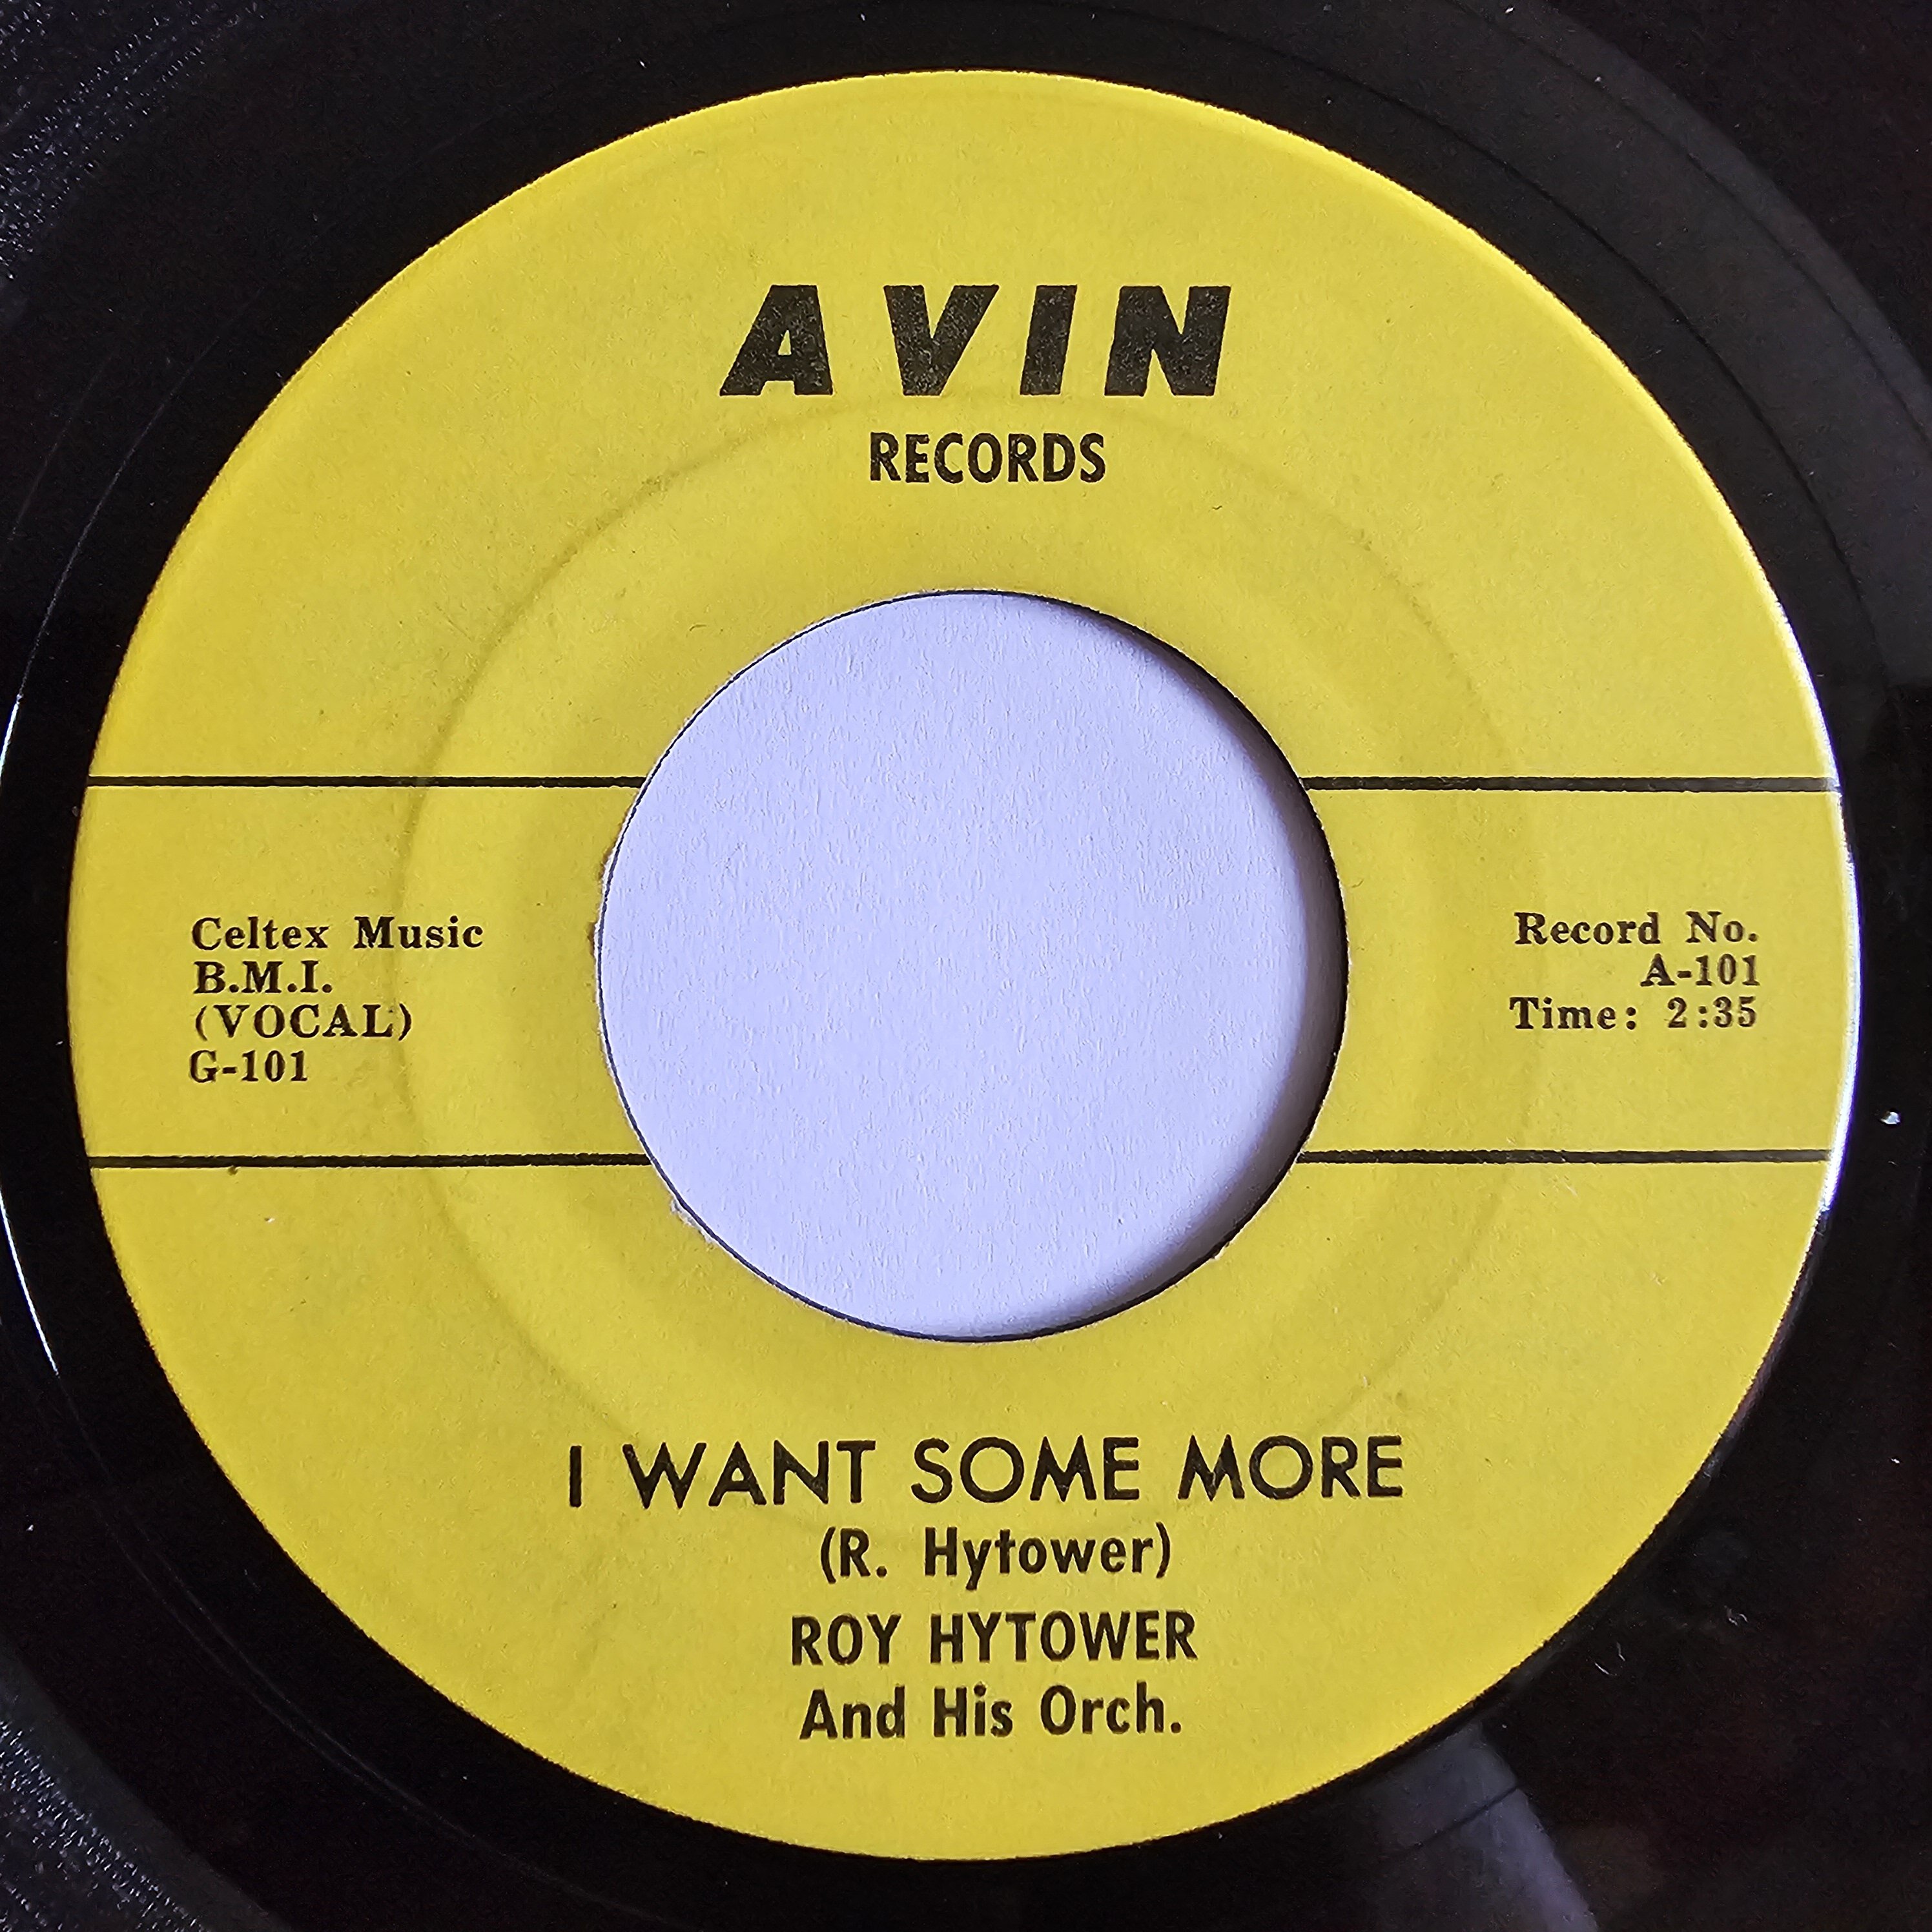 AVIN
RECORDS
Celtex Music
B.M.I.
(VOCAL)
G-101
Record No.
A-101
Time: 2:35
I WANT SOME MORE
(R. Hytower)
ROY HYTOWER
And His Orch.